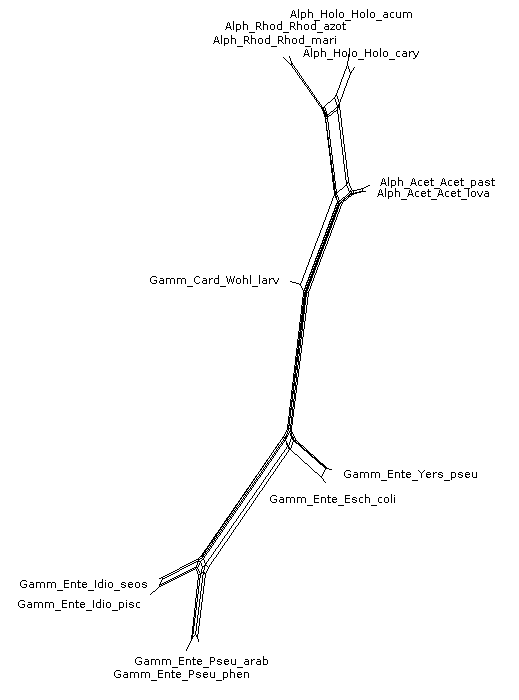 Alph_Holo_Holo_acum
Alph_Rhod_Rhod_azot
Alph_Rhod_Rhod_mari
Alph_Holo_Holo_cary
Alph_Acet_Acet_past
Alph_Acet_Acet_lova
Gamm_Card_Wohl_larv
Gamm_Ente_Yers_pseu
Gamm_Ente_Esch_coli
Gamm_Ente_Idio_seos
Gamm_Ente_Idio_pisc
Gamm_Ente_Pseu_arab
Gamm_Ente_Pseu_phen